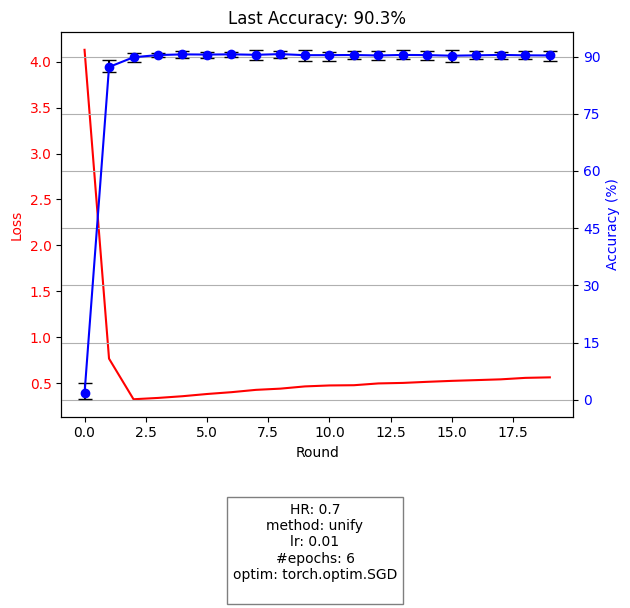 Last Accuracy: 90.3%
4.0
3.5
3.0
2.5
2.0
1.5
1.0
0.5
Loss
90
75
60
45
30
15
0
Accuracy (%)
0.0 2.5 5.0 7.5 10.0 12.5 15.0 17.5
Round
HR: 0.7
method: unify
lr: 0.01
#epochs: 6
optim: torch.optim.SGD